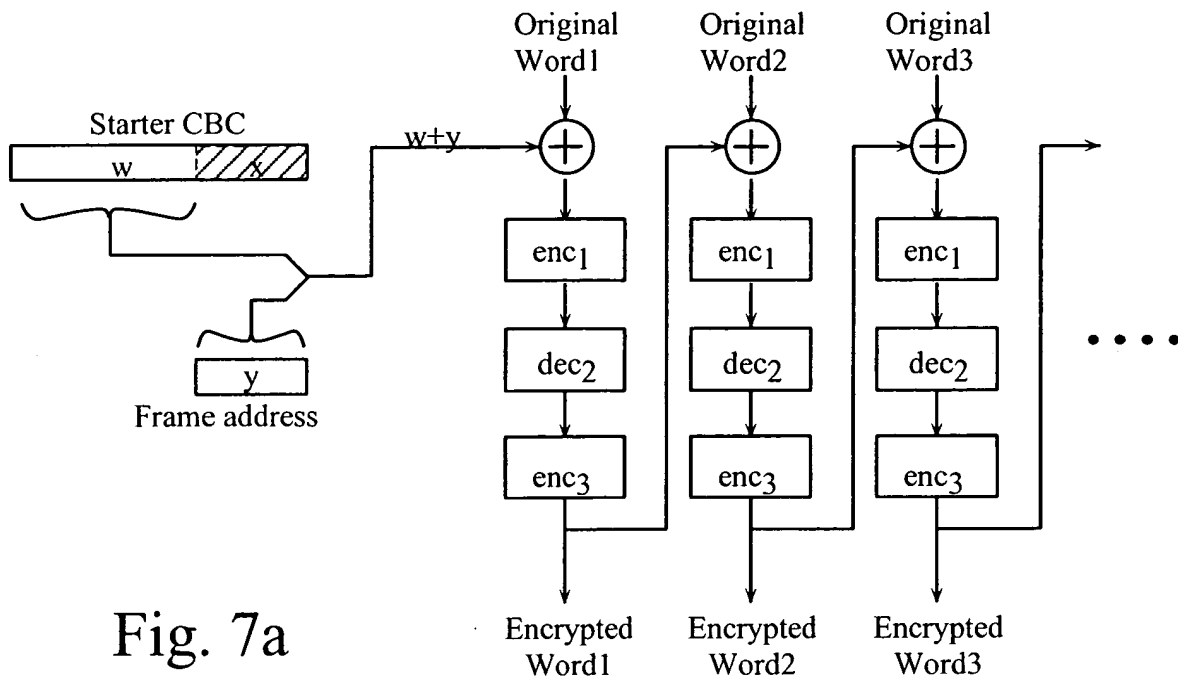 Original Word1
Original Word2
Original Word3
Starter CBC
w
x
w+y
enc1
enc1
enc1
dec2
dec2
dec2
y
Frame address
enc3
enc3
enc3
Encrypted Word1
Encrypted Word2
Encrypted Word3
Fig. 7a